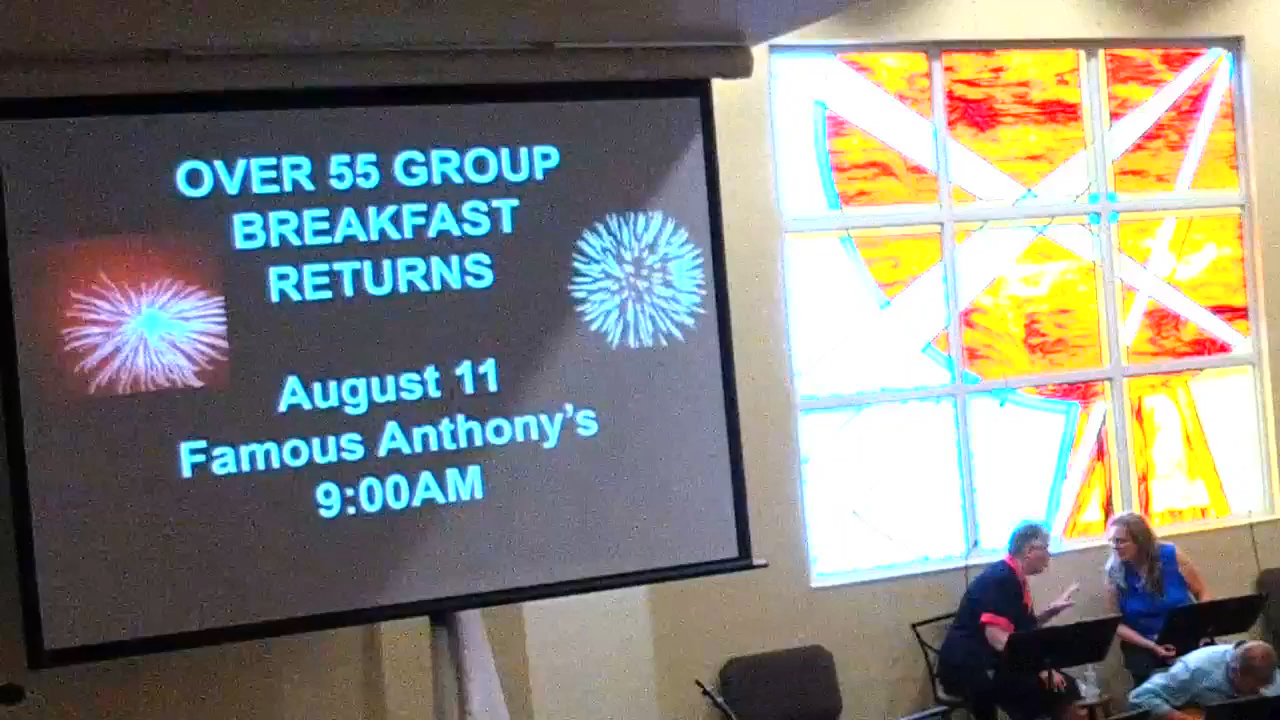 OVER 55 GROUP
BREAKFAST
RETURNS
August 11
Famous Anthony's
9:00AM